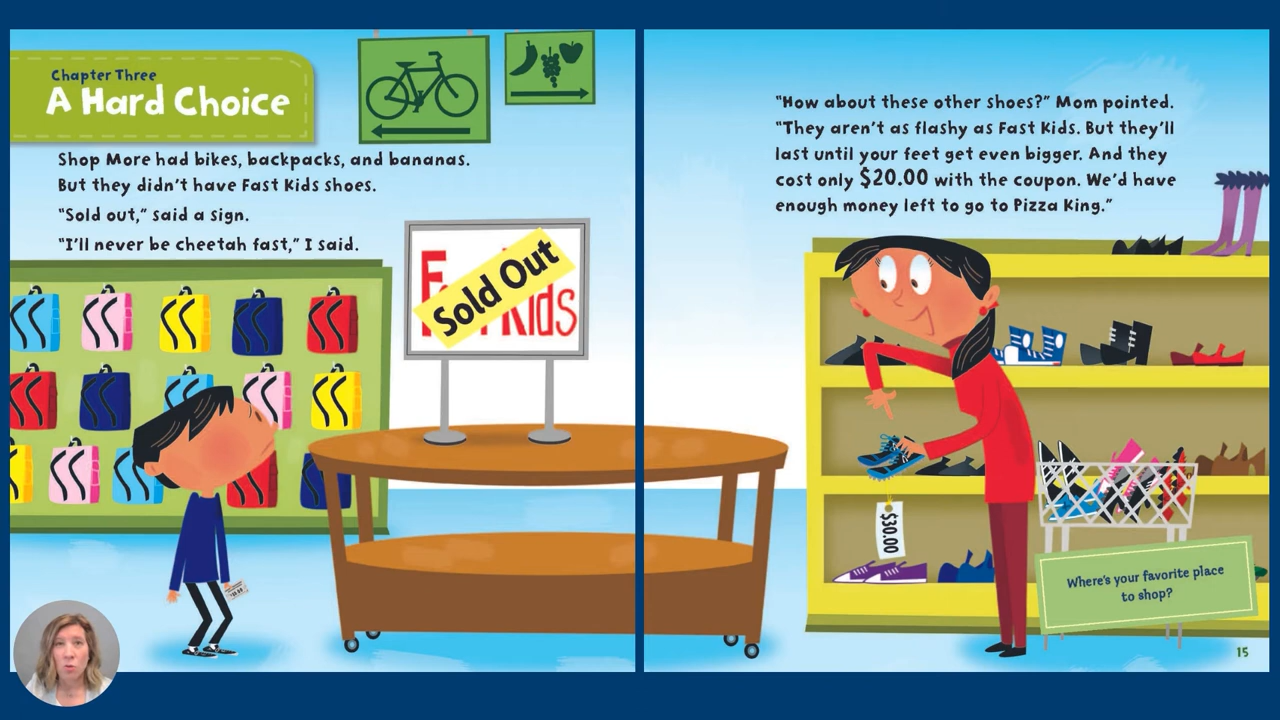 Chapter Three
A Hard Choice
Shop More had bikes, backpacks, and bananas.
But they didn't have Fast Kids shoes.
"Sold out," said a sign.
"I'll never be cheetah fast," I said.
Sold Out
Kids
"How about these other shoes?" Mom pointed.
"They aren't as flashy as Fast Kids. But they'll
last until your feet get even bigger. And they
cost only $20.00 with the coupon. We'd have
enough money left to go to Pizza King."
$30.00
Where's your favorite place
to shop?
15